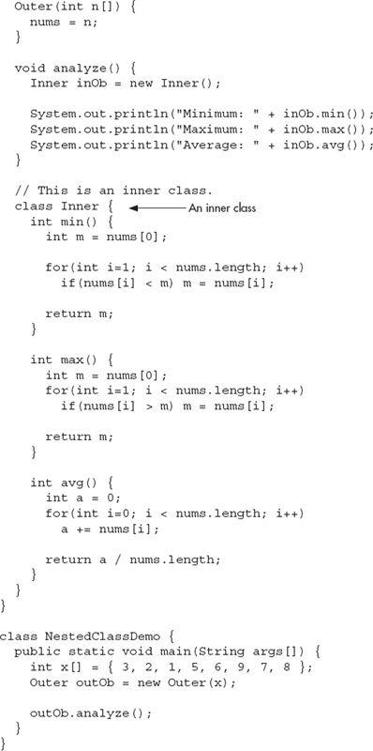 Outer(int n[]) {
nums = n;
}
void analyze() {
Inner inOb = new Inner();
System.out.println("Minimum: " + inOb.min());
System.out.println("Maximum: " + inOb.max());
System.out.println("Average: " + inOb.avg());
}
// This is an inner class.
class Inner {
An inner class
int min() {
int m = nums[0];
for(int i=1; i < nums.length; i++)
if(nums[i] < m) m = nums[i];
return m;
}
int max() {
int m = nums[0];
for(int i=1; i < nums.length; i++)
if(nums[i] > m) m = nums[i];
return m;
}
int avg() {
int a = 0;
for(int i=0; i < nums.length; i++)
a += nums[i];
return a / nums.length;
}
}
}
class NestedClassDemo {
public static void main(String args[]) {
int x[] = { 3, 2, 1, 5, 6, 9, 7, 8 };
Outer outOb = new Outer(x);
outOb.analyze();
}
}